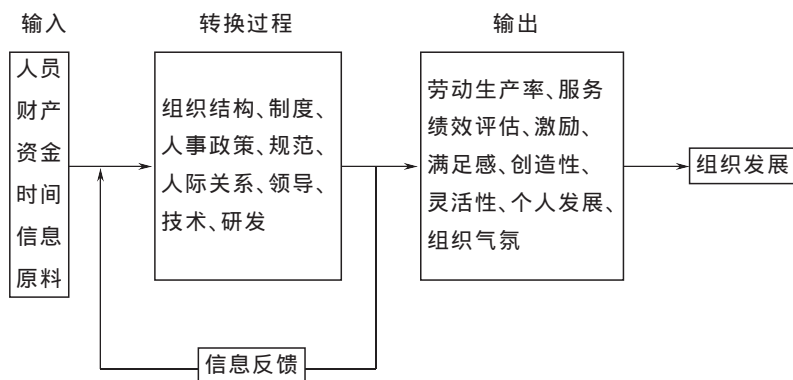 输入
转换过程
输出
人员
财产
资金
时间
信息
原料
组织结构、制度、
人事政策、规范、
人际关系、领导、
技术、研发
劳动生产率、服务
绩效评估、激励、
满足感、创造性、
灵活性、个人发展、
组织气氛
组织发展
信息反馈